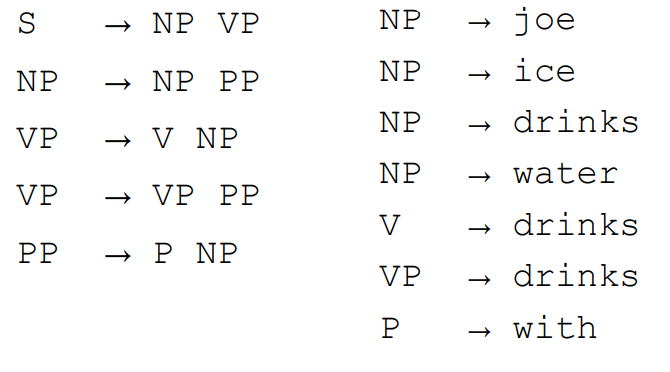 S → NP VP
NP → NP PP
VP → V NP
VP → VP PP
PP → P NP
NP → joe
NP → ice
NP → drinks
NP → water
V → drinks
VP → drinks
P → with